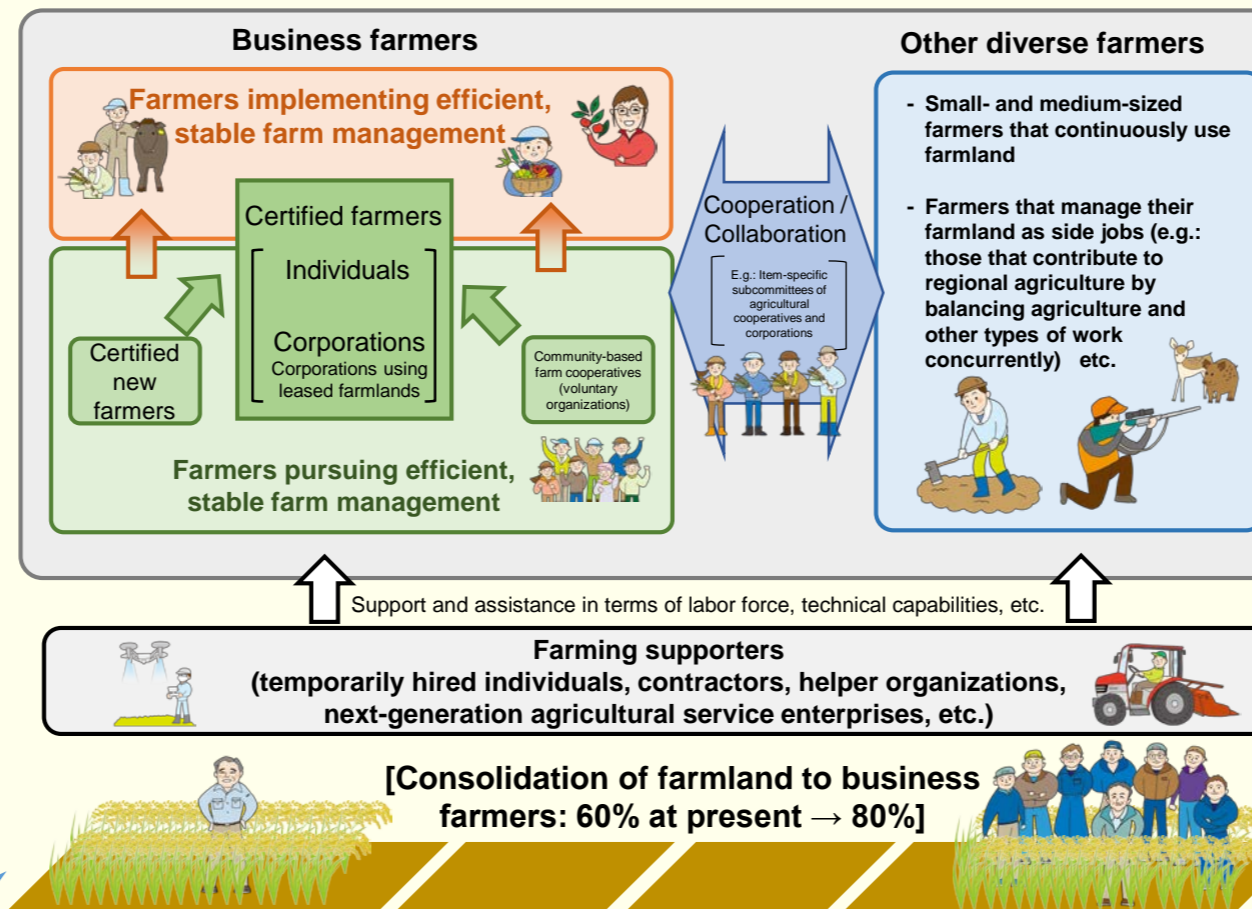 Business farmers
Farmers implementing efficient,
stable farm management
Certified farmers
Individuals
Corporations
Corporations using
leased farmlands
Certified
new
farmers
Community-based
farm cooperatives
(voluntary
organizations)
Farmers pursuing efficient,
stable farm management
Cooperation /
Collaboration
E.g.: Item-specific
subcommittees of
agricultural
cooperatives and
corporations
Other diverse farmers
- Small- and medium-sized
farmers that continuously use
farmland
- Farmers that manage their
farmland as side jobs (e.g.:
those that contribute to
regional agriculture by
balancing agriculture and
other types of work
concurrently) etc.
Support and assistance in terms of labor force, technical capabilities, etc.
Farming supporters
(temporarily hired individuals, contractors, helper organizations,
next-generation agricultural service enterprises, etc.)
[Consolidation of farmland to business
farmers: 60% at present → 80%]